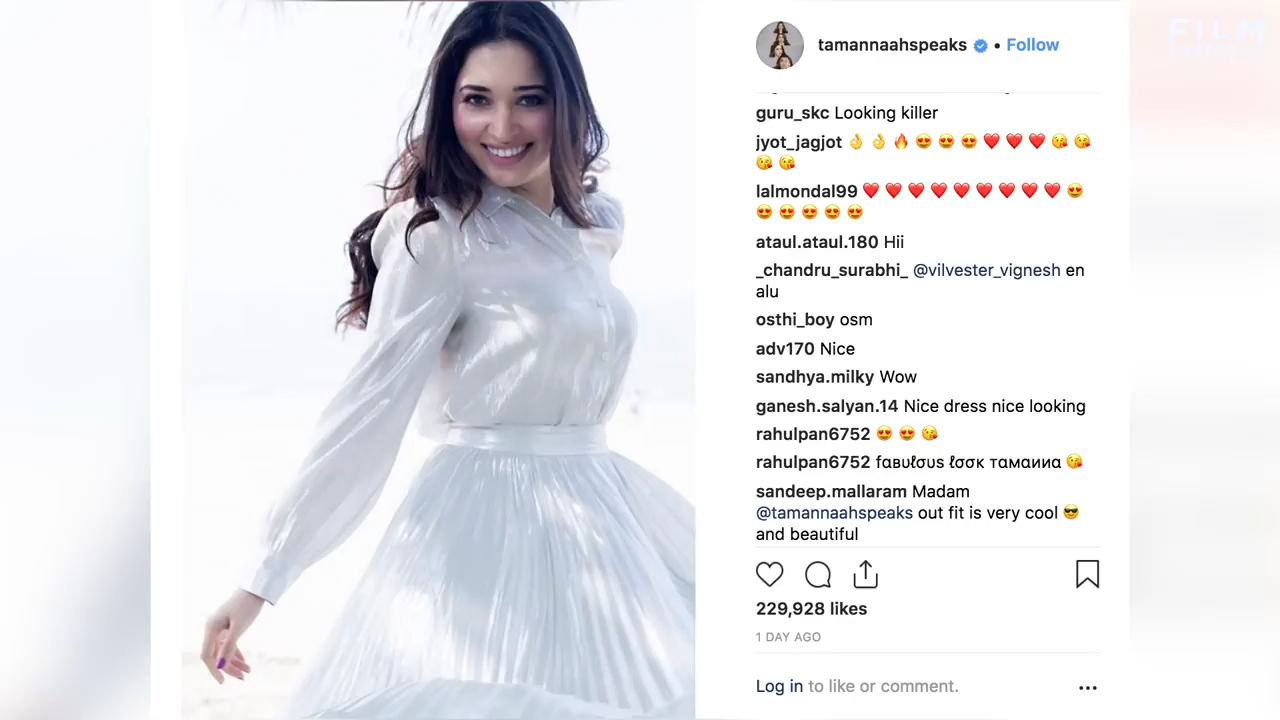 FILM
tamannaahspeaks • Follow
guru_skc Looking killer
jyot_jagjot 👌 👌 🔥 😍 😍 😍 ❤️ ❤️ ❤️ 😘 😘
😘 😘
lalmondal99 ❤️ ❤️ ❤️ ❤️ ❤️ ❤️ ❤️ ❤️ ❤️ 😍
😍 😍 😍 😍 😍
ataul.ataul.180 Hii
_chandru_surabhi_ @vilvester_vignesh en
alu
osthi_boy osm
adv170 Nice
sandhya.milky Wow
ganesh.salyan.14 Nice dress nice looking
rahulpan6752 😍 😍 😘
rahulpan6752 fαвυℓσυѕ ℓσσк тαмαииα 😘
sandeep.mallaram Madam
@tamannaahspeaks out fit is very cool 😎
and beautiful
229,928 likes
1 DAY AGO
Log in to like or comment.